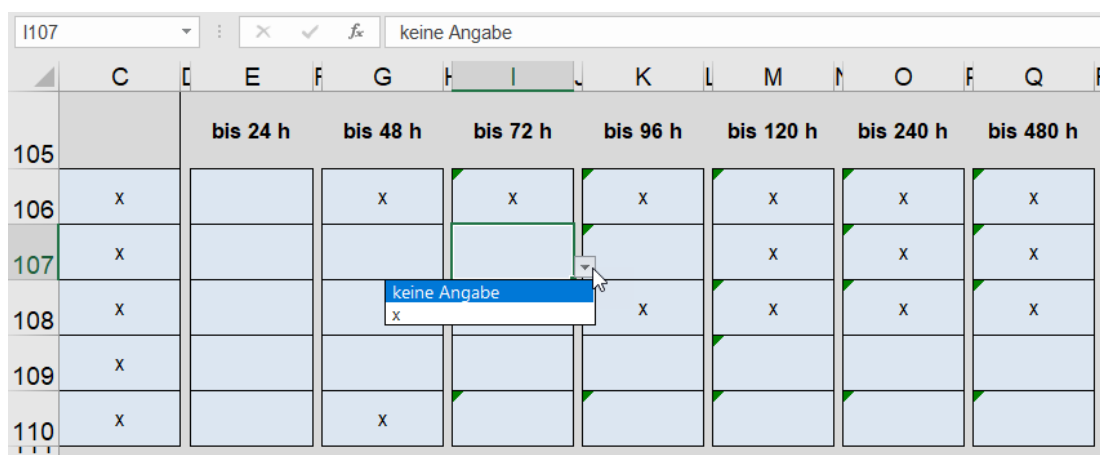 I107 fx keine Angabe
C D E F G H I J K L M N O P Q
105 bis 24 h bis 48 h bis 72 h bis 96 h bis 120 h bis 240 h bis 480 h
106 x x x x x x x
107 x x x x
108 x x x x x
109 x
110 x x
keine Angabe
x